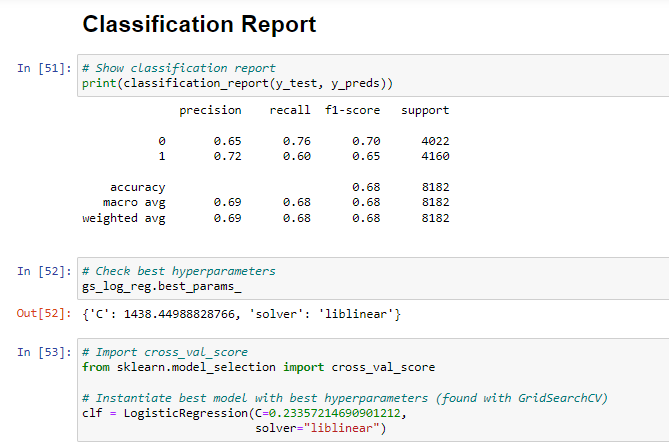 Classification Report
In [51]: # Show classification report
print(classification_report(y_test, y_preds))
precision recall f1-score support
0 0.65 0.76 0.70 4022
1 0.72 0.60 0.65 4160
accuracy 0.68 8182
macro avg 0.69 0.68 0.68 8182
weighted avg 0.69 0.68 0.68 8182
In [52]: # Check best hyperparameters
gs_log_reg.best_params_
Out[52]: {'C': 1438.44988828766, 'solver': 'liblinear'}
In [53]: # Import cross_val_score
from sklearn.model_selection import cross_val_score
# Instantiate best model with best hyperparameters (found with GridSearchCV)
clf = LogisticRegression(C=0.23357214690901212,
solver="liblinear")